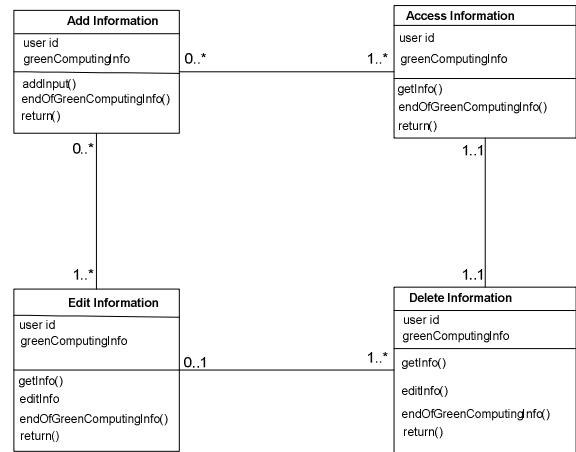 Add Information
user id
greenComputingInfo
addInput()
endOfGreenComputingInfo()
return()
0..*
1..*
Access Information
user id
greenComputingInfo
getInfo()
endOfGreenComputingInfo()
return()
0..*
1..*
1..1
1..1
Edit Information
user id
greenComputingInfo
getInfo()
editInfo
endOfGreenComputingInfo()
return()
0..1
1..*
Delete Information
user id
greenComputingInfo
getInfo()
editInfo()
endOfGreenComputingInfo()
return()